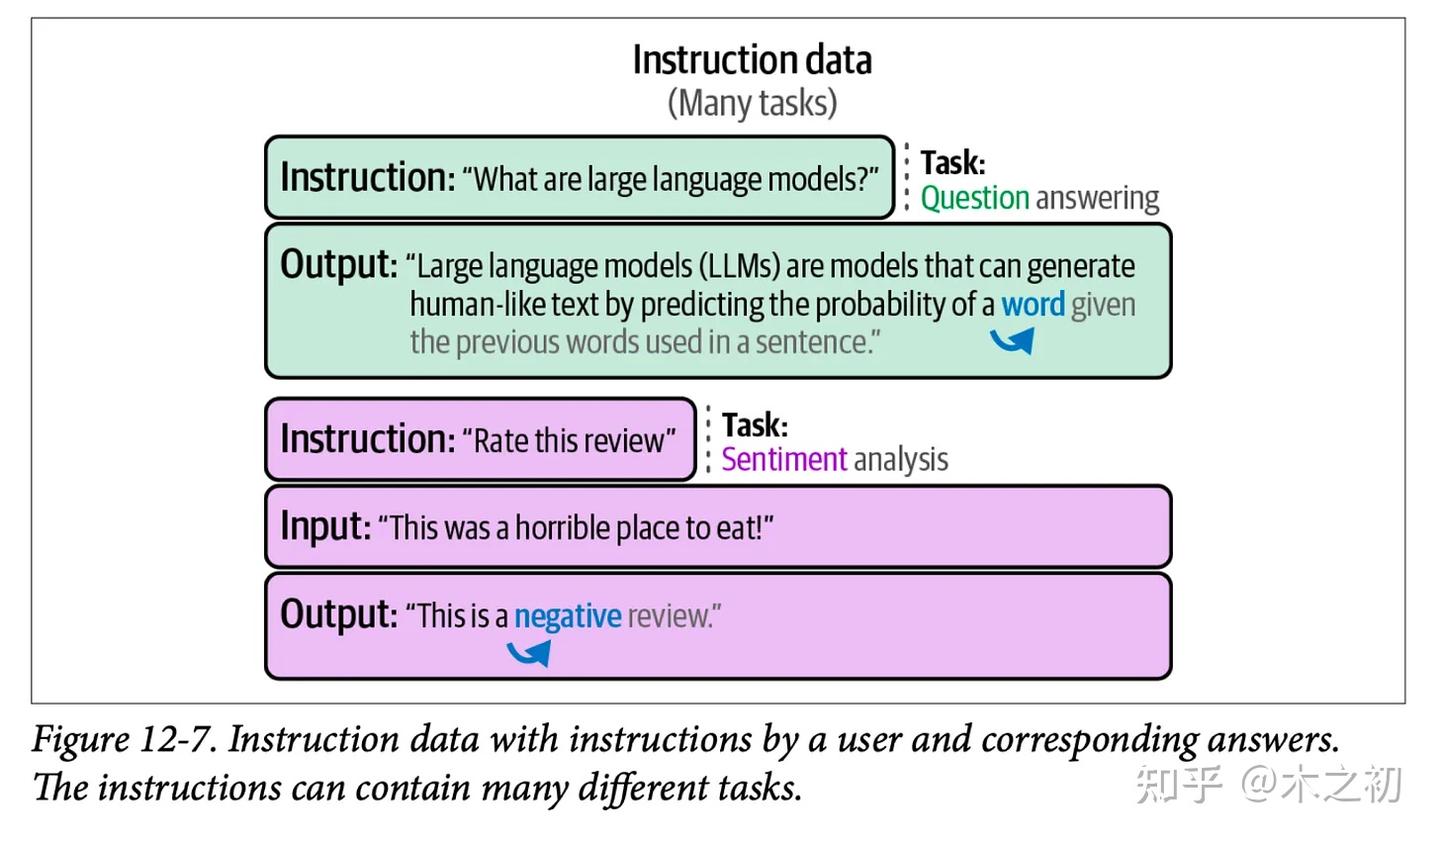 Instruction data
(Many tasks)
Instruction: “What are large language models?”
Task:
Question answering
Output: “Large language models (LLMs) are models that can generate
human-like text by predicting the probability of a word given
the previous words used in a sentence.”
Instruction: “Rate this review”
Task:
Sentiment analysis
Input: “This was a horrible place to eat!”
Output: “This is a negative review.”
Figure 12-7. Instruction data with instructions by a user and corresponding answers.
The instructions can contain many different tasks.
知乎 @木之初